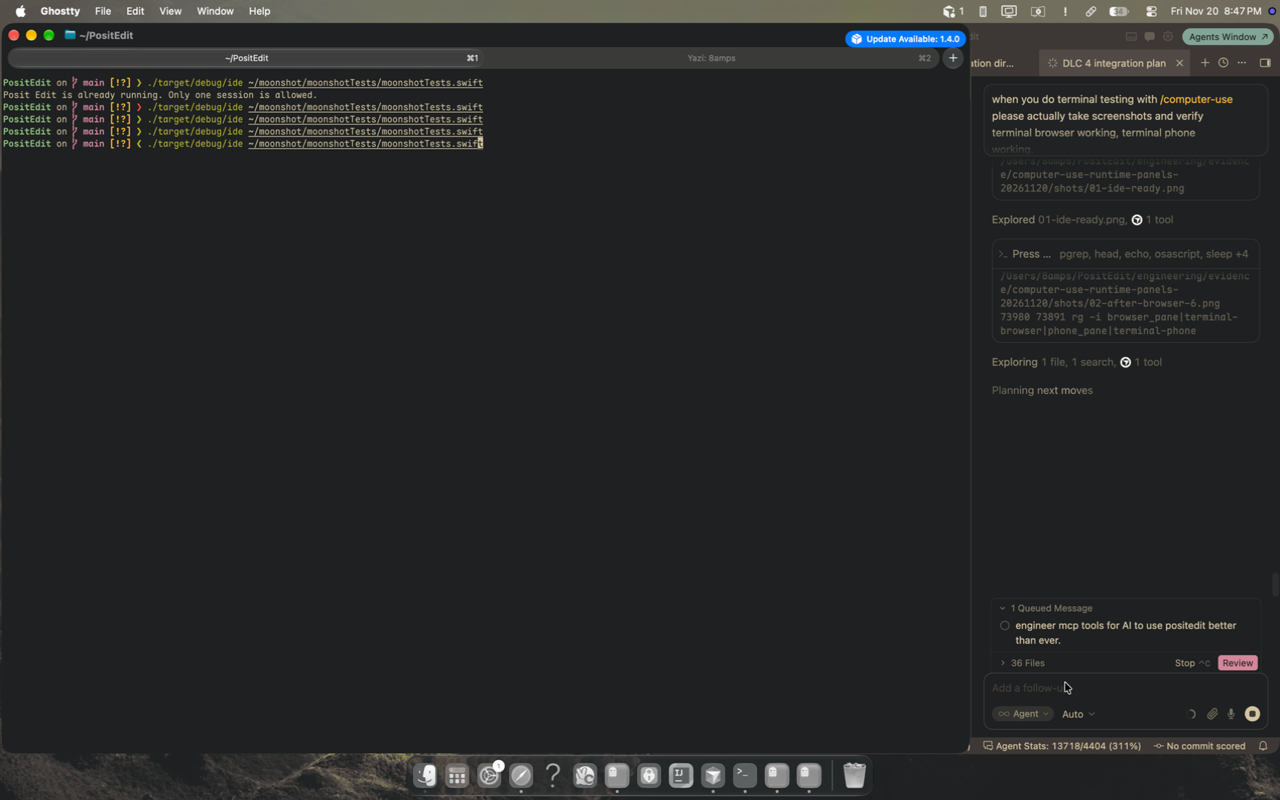 Ghostty File Edit View Window Help
1
Fri Nov 20 8:47 PM
~/PositEdit
Update Available: 1.4.0
Agents Window ↗
~/PositEdit ⌘1
Yazi: 8amps ⌘2
ation dir...
DLC 4 integration plan
PositEdit on main [!?] ❯ ./target/debug/ide ~/moonshot/moonshotTests/moonshotTests.swift
Posit Edit is already running. Only one session is allowed.
PositEdit on main [!?] ❯ ./target/debug/ide ~/moonshot/moonshotTests/moonshotTests.swift
PositEdit on main [!?] ❯ ./target/debug/ide ~/moonshot/moonshotTests/moonshotTests.swift
PositEdit on main [!?] ❯ ./target/debug/ide ~/moonshot/moonshotTests/moonshotTests.swift
PositEdit on main [!?] ❮ ./target/debug/ide ~/moonshot/moonshotTests/moonshotTests.swift
when you do terminal testing with /computer-use
please actually take screenshots and verify
terminal browser working, terminal phone
working.
/Users/8amps/PositEdit/engineering/evidenc
e/computer-use-runtime-panels-
20261120/shots/01-ide-ready.png
Explored 01-ide-ready.png, 1 tool
Press ... pgrep, head, echo, osascript, sleep +4
/Users/8amps/PositEdit/engineering/evidenc
e/computer-use-runtime-panels-
20261120/shots/02-after-browser-6.png
73980 73891 rg -i browser_pane|terminal-
browser|phone_pane|terminal-phone
Exploring 1 file, 1 search, 1 tool
Planning next moves
1 Queued Message
engineer mcp tools for AI to use positedit better
than ever.
36 Files
Stop ^C
Review
Add a follow-u
Agent
Auto
Agent Stats: 13718/4404 (311%)
No commit scored
1